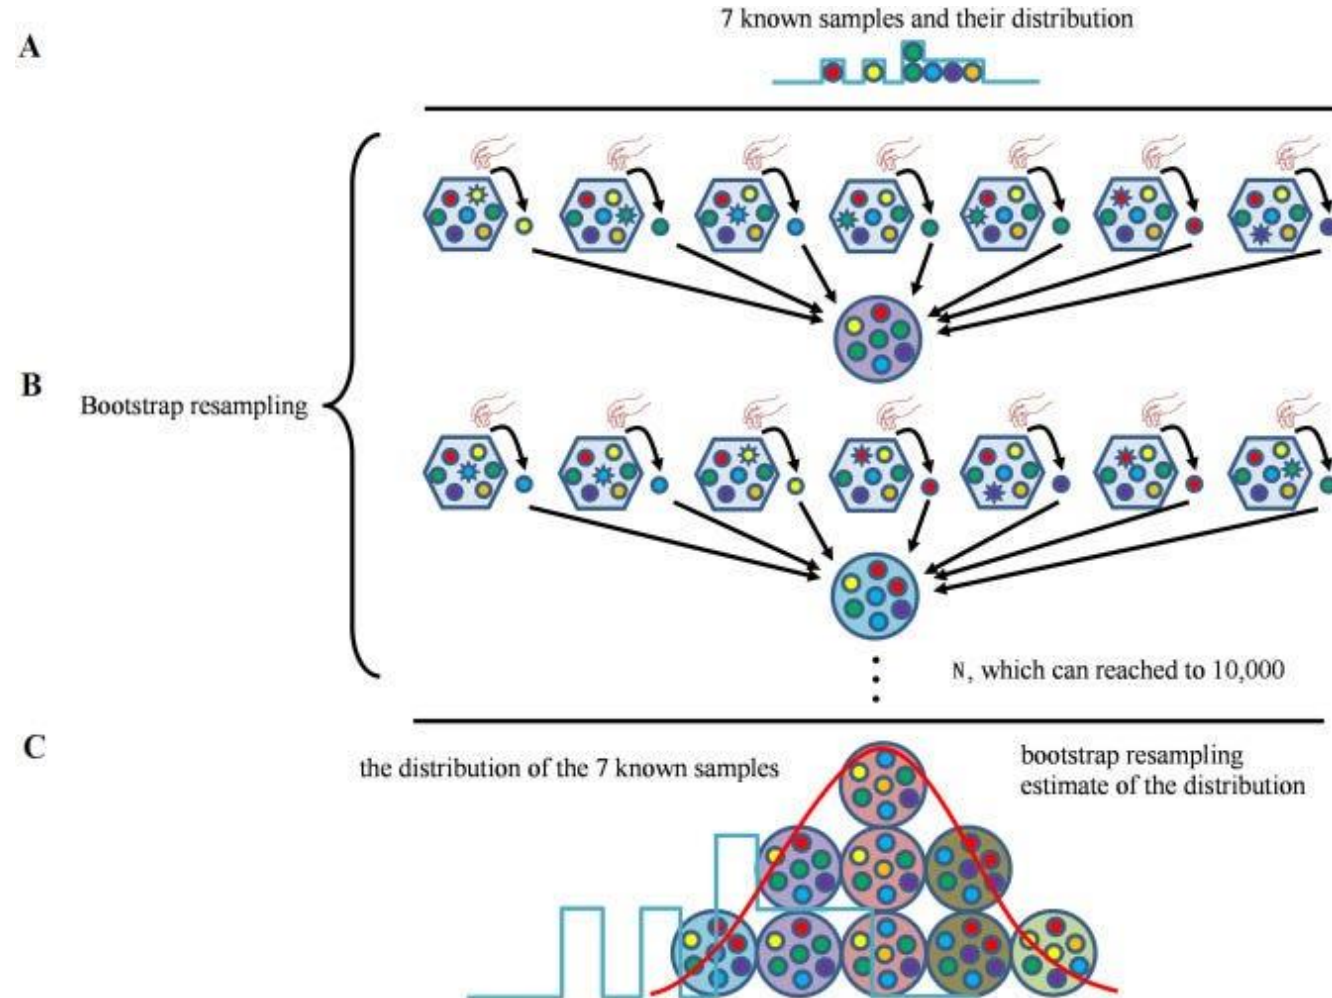 A
7 known samples and their distribution
B
Bootstrap resampling
N, which can reached to 10,000
C
the distribution of the 7 known samples
bootstrap resampling
estimate of the distribution